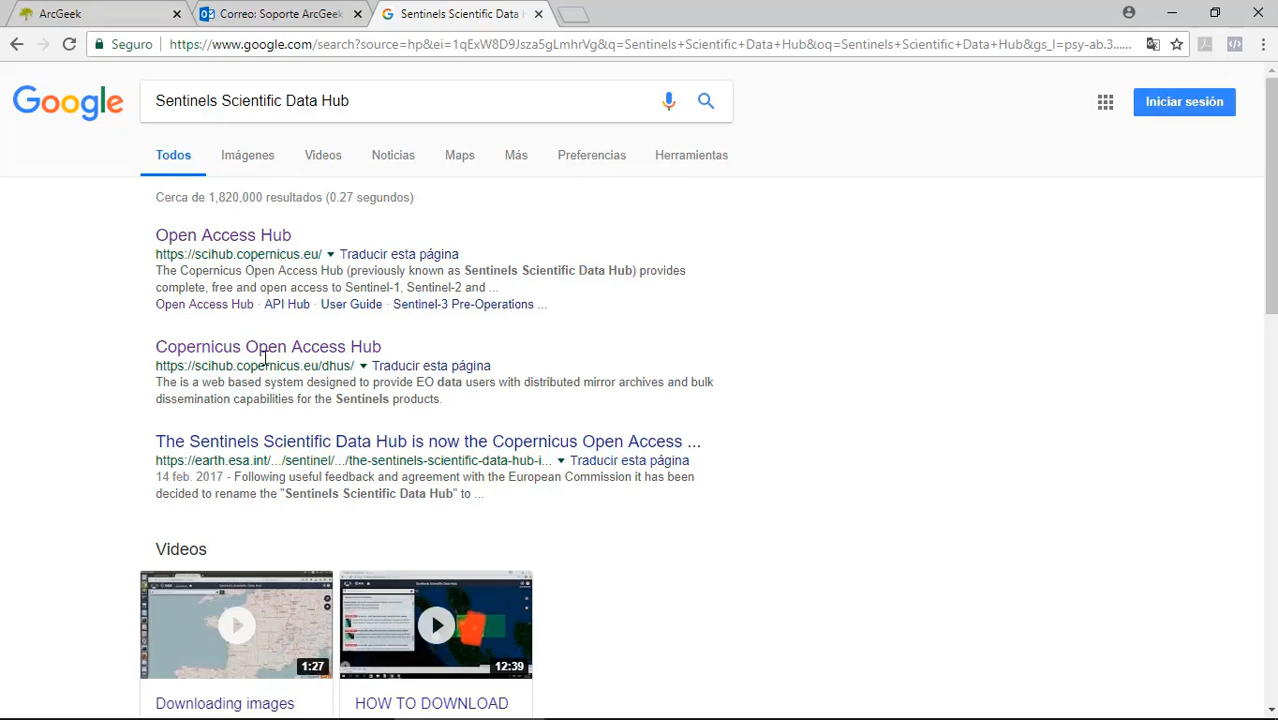 ArcGeek
Correo: Soporte ArcGeek
Sentinels Scientific Data
Seguro
https://www.google.com/search?source=hp&ei=1qExW8D9Jsza5gLmhrVg&q=Sentinels+Scientific+Data+Hub&oq=Sentinels+Scientific+Data+Hub&gs_l=psy-ab.3......
Google
Sentinels Scientific Data Hub
Iniciar sesión
Todos Imágenes Videos Noticias Maps Más Preferencias Herramientas
Cerca de 1,820,000 resultados (0.27 segundos)
Open Access Hub
https://scihub.copernicus.eu/ Traducir esta página
The Copernicus Open Access Hub (previously known as Sentinels Scientific Data Hub) provides
complete, free and open access to Sentinel-1, Sentinel-2 and ...
Open Access Hub · API Hub · User Guide · Sentinel-3 Pre-Operations ...
Copernicus Open Access Hub
https://scihub.copernicus.eu/dhus/ Traducir esta página
The is a web based system designed to provide EO data users with distributed mirror archives and bulk
dissemination capabilities for the Sentinels products.
The Sentinels Scientific Data Hub is now the Copernicus Open Access ...
https://earth.esa.int/.../sentinel/.../the-sentinels-scientific-data-hub-i... Traducir esta página
14 feb. 2017 - Following useful feedback and agreement with the European Commission it has been
decided to rename the "Sentinels Scientific Data Hub" to ...
Videos
1:27
12:39
Downloading images
HOW TO DOWNLOAD